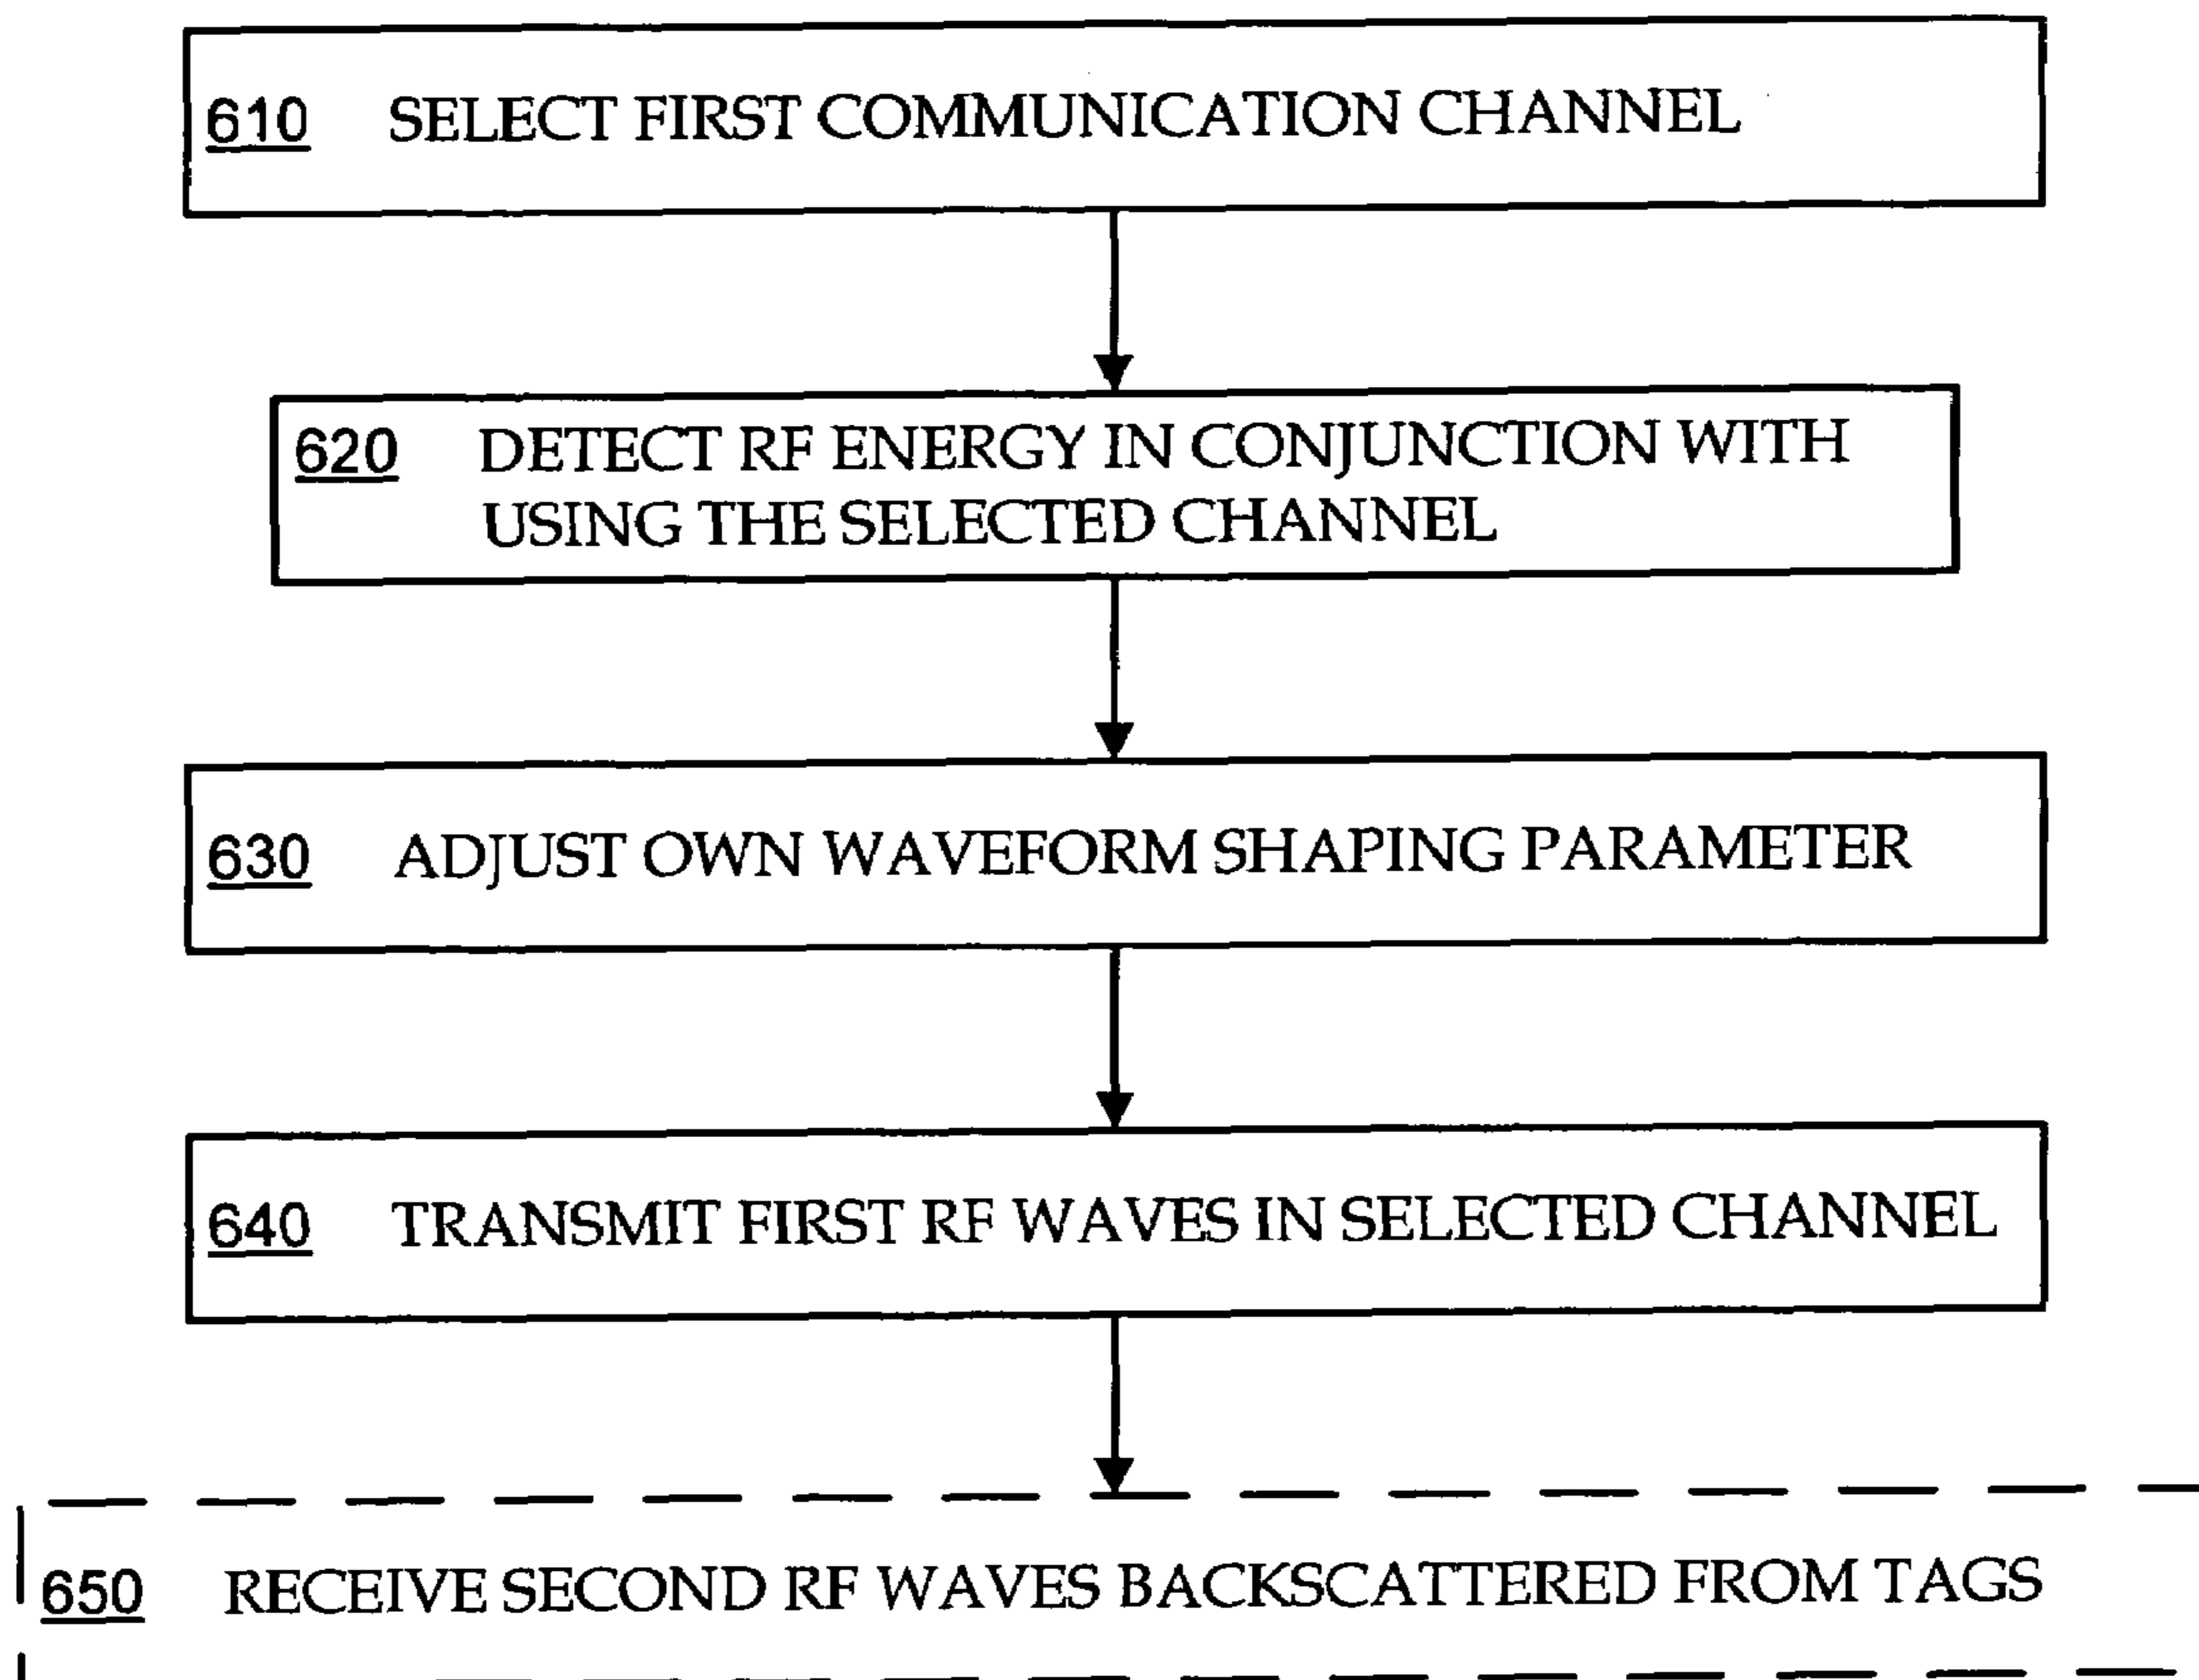 610 SELECT FIRST COMMUNICATION CHANNEL
620 DETECT RF ENERGY IN CONJUNCTION WITH
USING THE SELECTED CHANNEL
630 ADJUST OWN WAVEFORM SHAPING PARAMETER
640 TRANSMIT FIRST RF WAVES IN SELECTED CHANNEL
650 RECEIVE SECOND RF WAVES BACKSCATTERED FROM TAGS